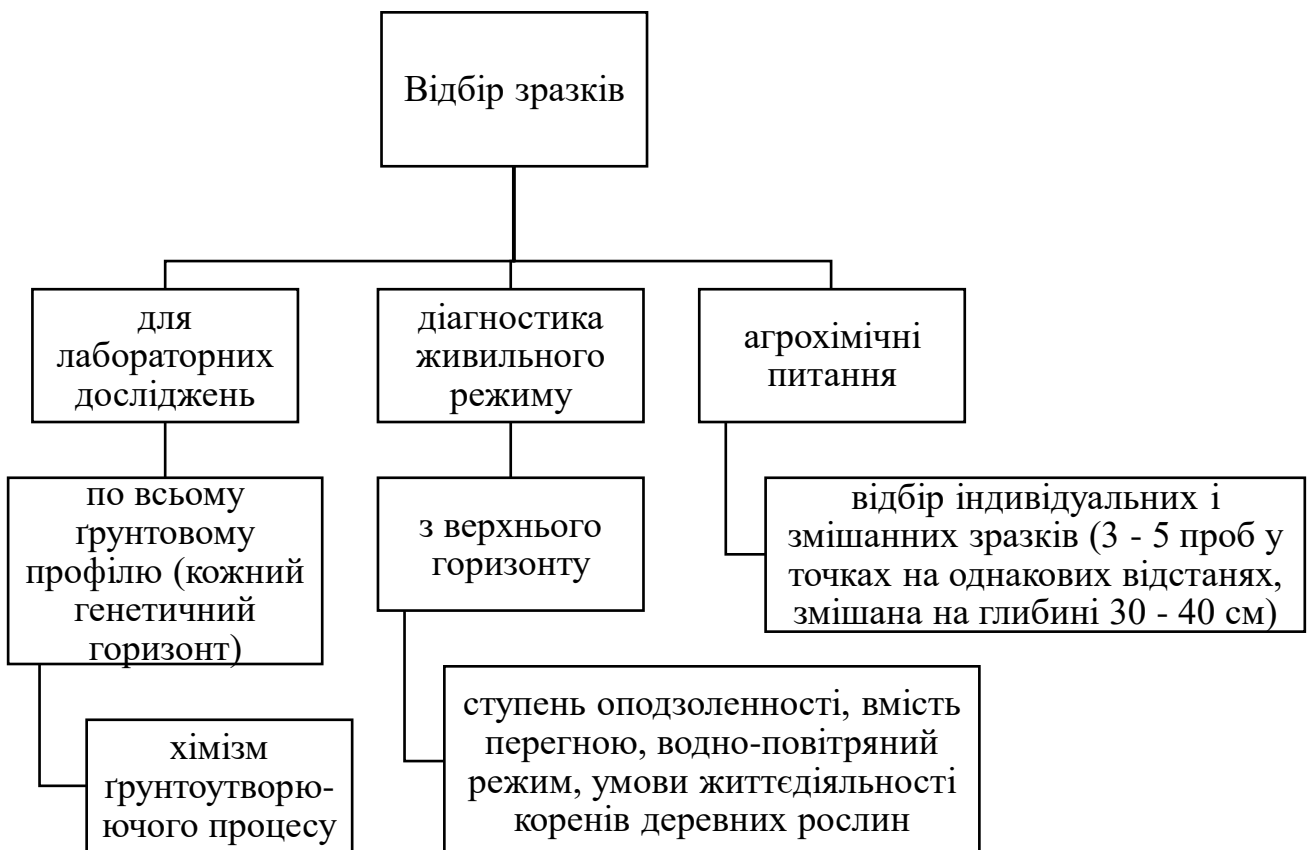 Відбір зразків
для
лабораторних
досліджень
діагностика
живильного
режиму
агрохімічні
питання
по всьому
ґрунтовому
профілю (кожний
генетичний
горизонт)
з верхнього
горизонту
відбір індивідуальних і
змішанних зразків (3 - 5 проб у
точках на однакових відстанях,
змішана на глибині 30 - 40 см)
хімізм
ґрунтоутворю-
ючого процесу
ступень оподзоленності, вмість
перегною, водно-повітряний
режим, умови життєдіяльності
коренів деревних рослин